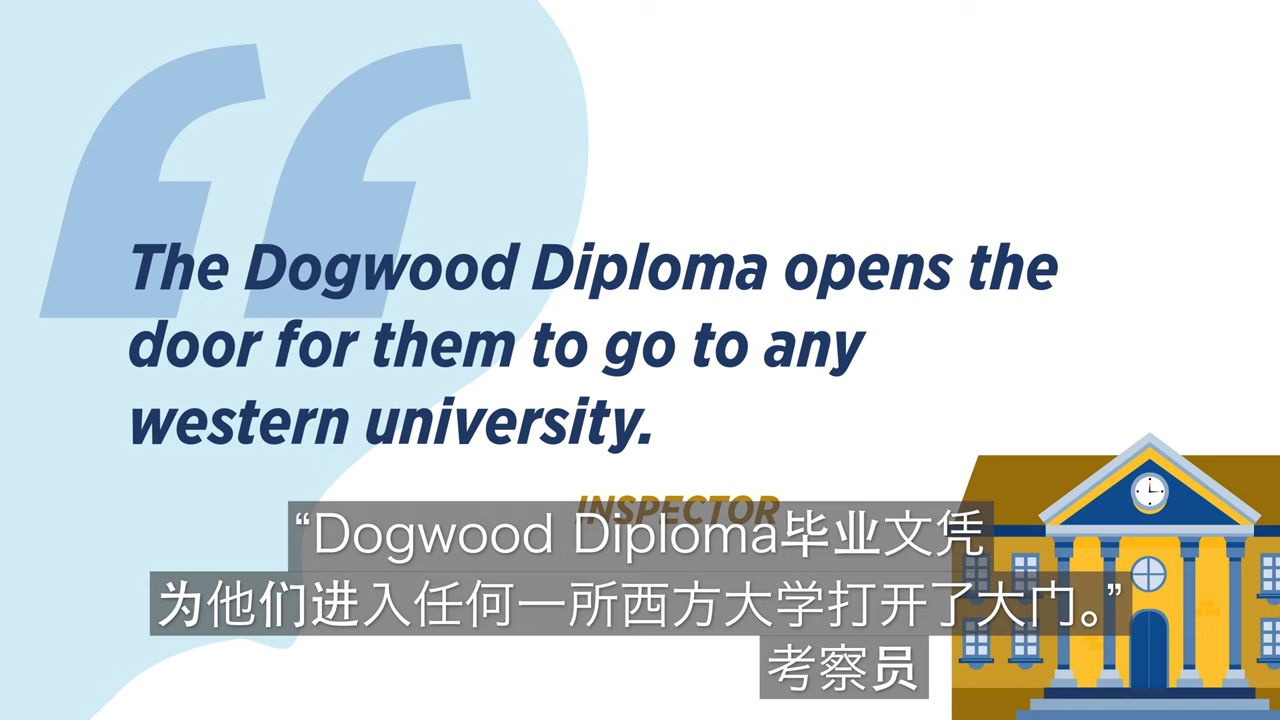 The Dogwood Diploma opens the
door for them to go to any
western university.
INSPECTOR
“Dogwood Diploma毕业文凭
为他们进入任何一所西方大学打开了大门。”
考察员